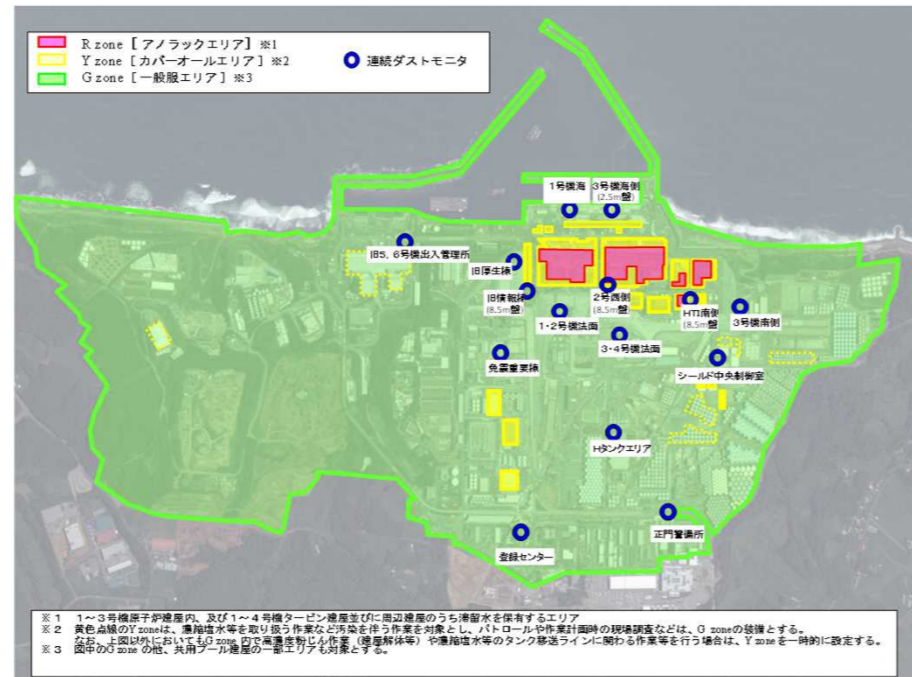 R zone [アノラックエリア] ※1
Y zone [カバーオールエリア] ※2
G zone [一般服エリア] ※3
連続ダストモニタ
1号機海
3号機海側
(2.5m盤)
旧5，6号機出入管理所
旧厚生棟
旧情報棟
(8.5m盤)
2号西側
(8.5m盤)
HTI南側
(8.5m盤)
3号機南側
1・2号機法面
3・4号機法面
免震重要棟
シールド中央制御室
Hタンクエリア
正門警備所
登録センター
※1 1～3号機原子炉建屋内、及び1～4号機タービン建屋並びに周辺建屋のうち滞留水を保有するエリア
※2 黄色点線のY zoneは、濃縮塩水等を取り扱う作業など汚染を伴う作業を対象とし、パトロールや作業計画時の現場調査などは、G zoneの装備とする。
なお、上図以外においてもG zone内で高濃度粉じん作業（建屋解体等）や濃縮塩水等のタンク移送ラインに関わる作業等を行う場合は、Y zoneを一時的に設定する。
※3 図中のG zoneの他、共用プール建屋の一部エリアも対象とする。